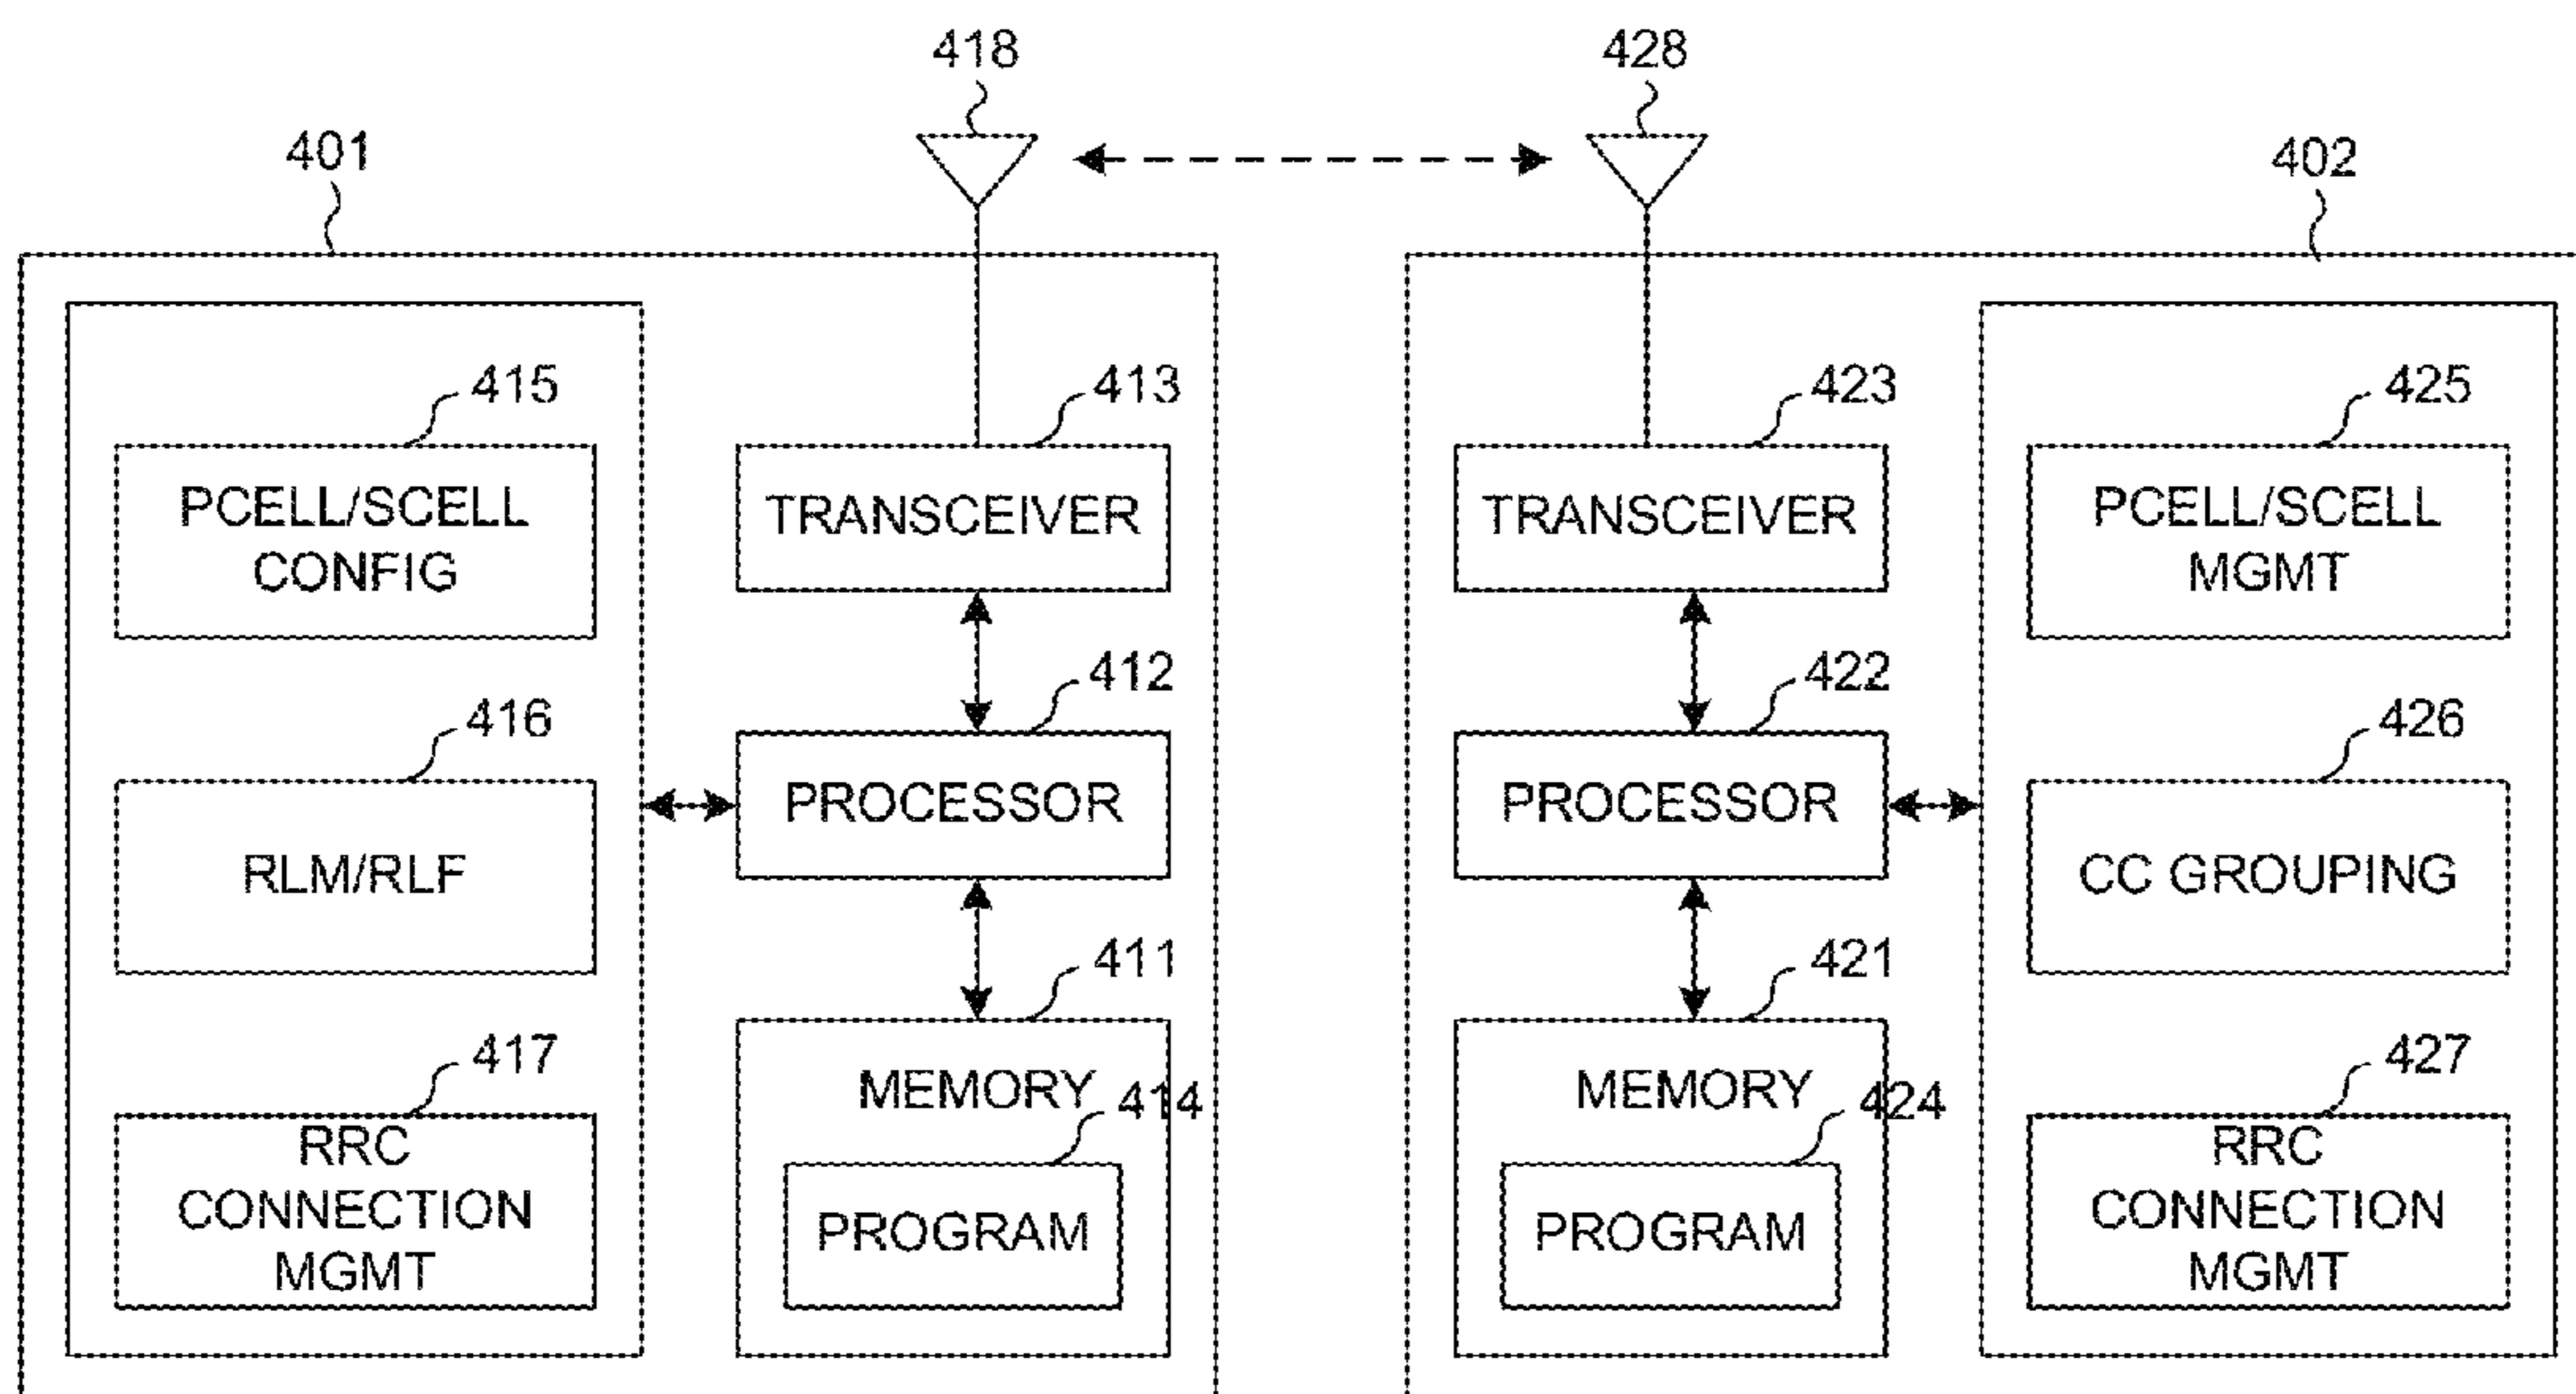 418
428
401
402
415
413
423
425
PCELL/SCELL
CONFIG
TRANSCEIVER
TRANSCEIVER
PCELL/SCELL
MGMT
412
422
416
426
PROCESSOR
PROCESSOR
RLM/RLF
CC GROUPING
411
421
417
427
MEMORY
MEMORY
414
424
RRC
CONNECTION
MGMT
PROGRAM
PROGRAM
RRC
CONNECTION
MGMT